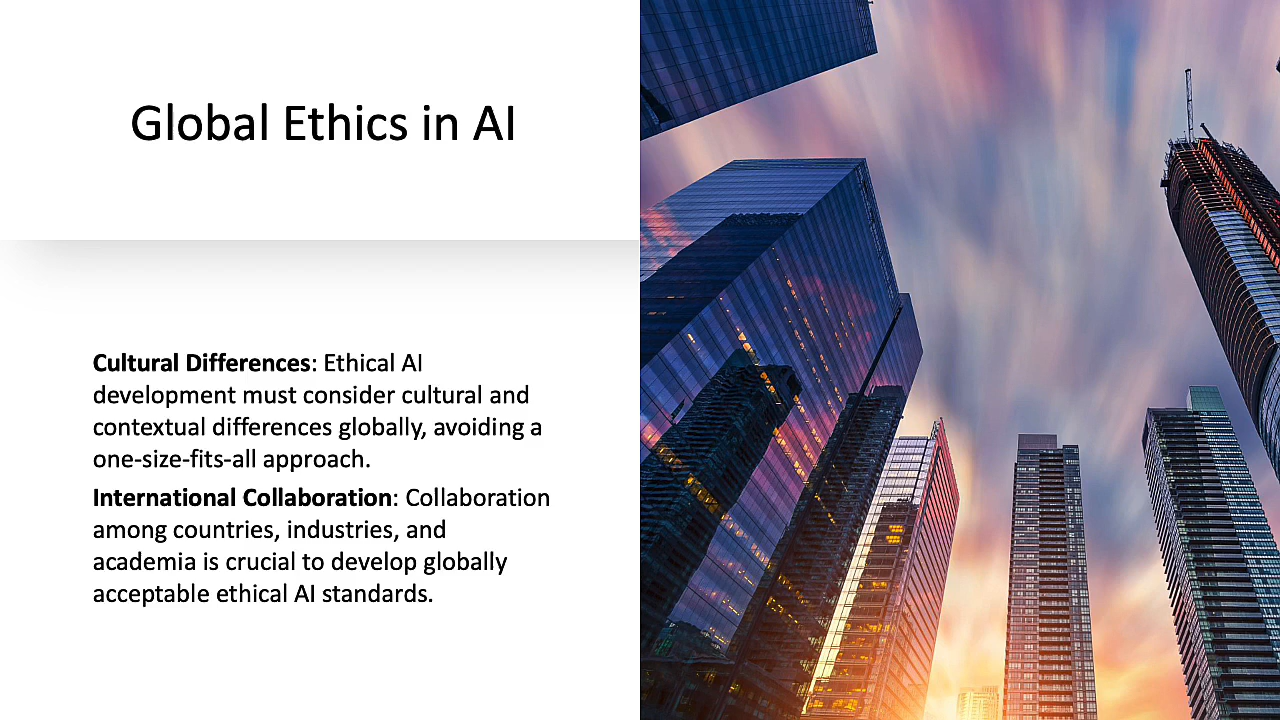 Global Ethics in AI
Cultural Differences: Ethical AI
development must consider cultural and
contextual differences globally, avoiding a
one-size-fits-all approach.
International Collaboration: Collaboration
among countries, industries, and
academia is crucial to develop globally
acceptable ethical AI standards.